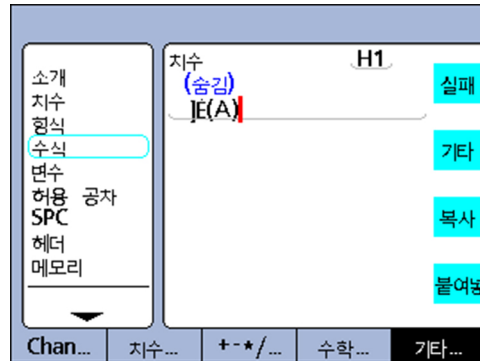 소개
치수
형식
수식
변수
허용 공차
SPC
헤더
메모리
치수
H1
(숨김)
](A)
실패
기타
복사
Chan...
치수...
+-*/...
수학...
기타...